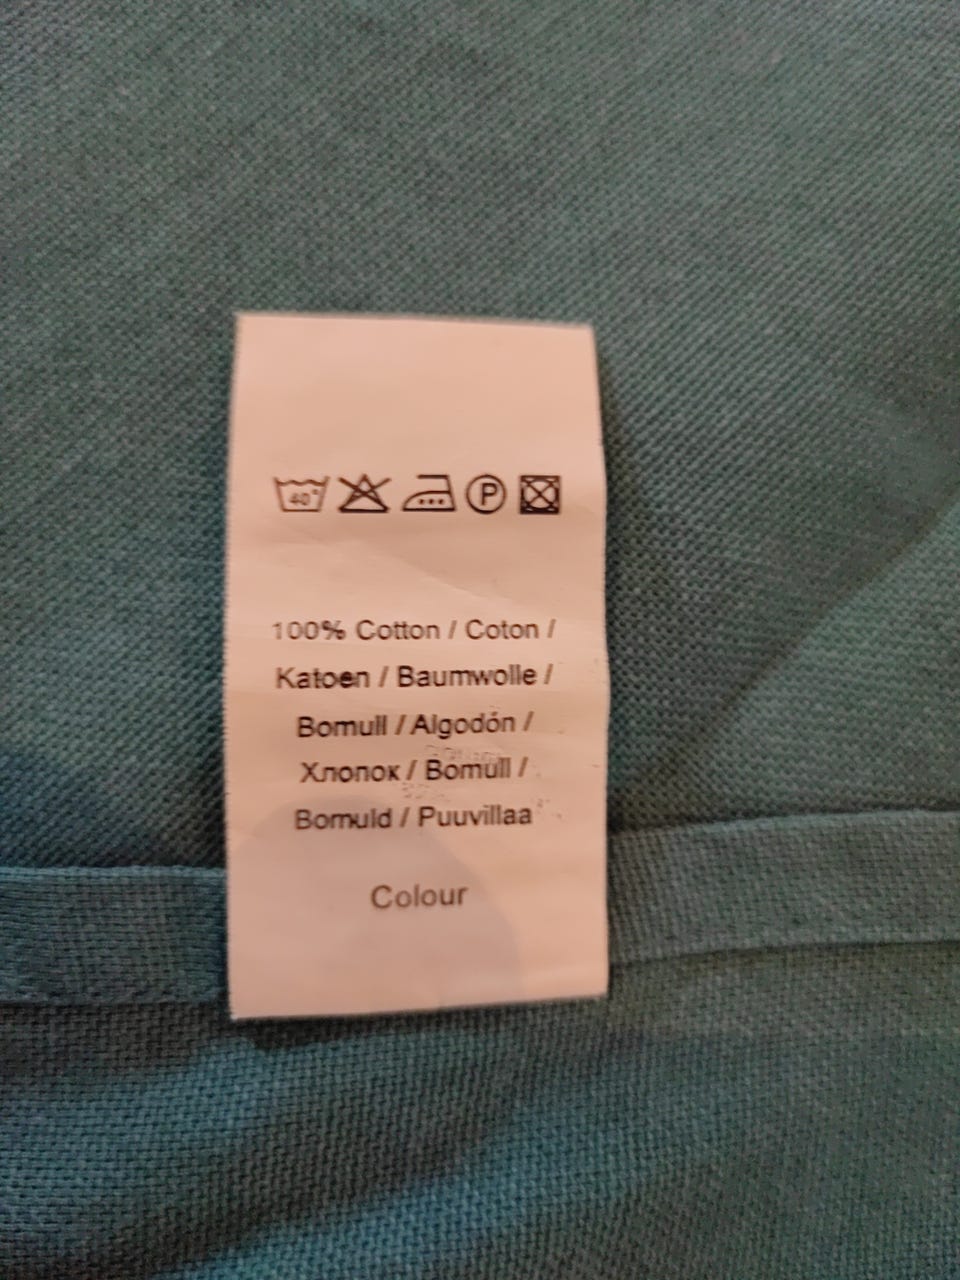 40°
P
100% Cotton / Coton /
Katoen / Baumwolle /
Bomull / Algodón /
Хлопок / Bomull /
Bomuld / Puuvillaa
Colour